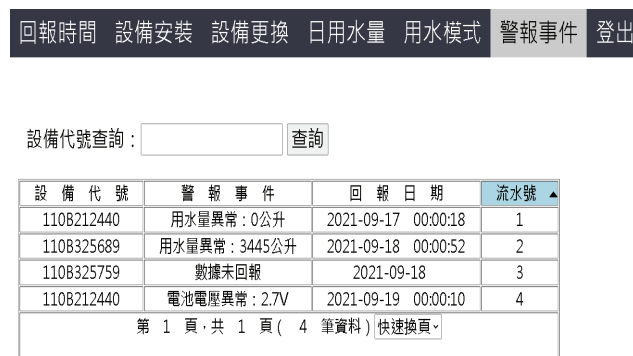 回報時間 設備安裝 設備更換 日用水量 用水模式 警報事件 登出
設備代號查詢： 查詢
設 備 代 號 警 報 事 件 回 報 日 期 流水號 ▲
110B212440 用水量異常：0公升 2021-09-17 00:00:18 1
110B325689 用水量異常：3445公升 2021-09-18 00:00:52 2
110B325759 數據未回報 2021-09-18 3
110B212440 電池電壓異常：2.7V 2021-09-19 00:00:10 4
第 1 頁，共 1 頁( 4 筆資料) 快速換頁